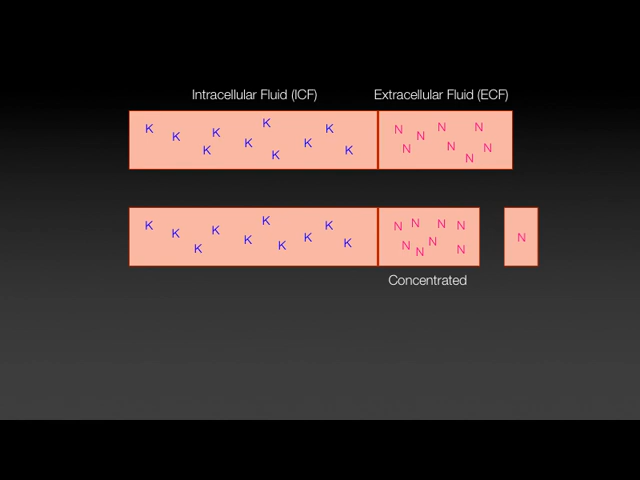 Intracellular Fluid (ICF) Extracellular Fluid (ECF)
K K K K K K K K K K N N N N N N N N N
K K K K K K K K K K N N N N N N N N N N
Concentrated